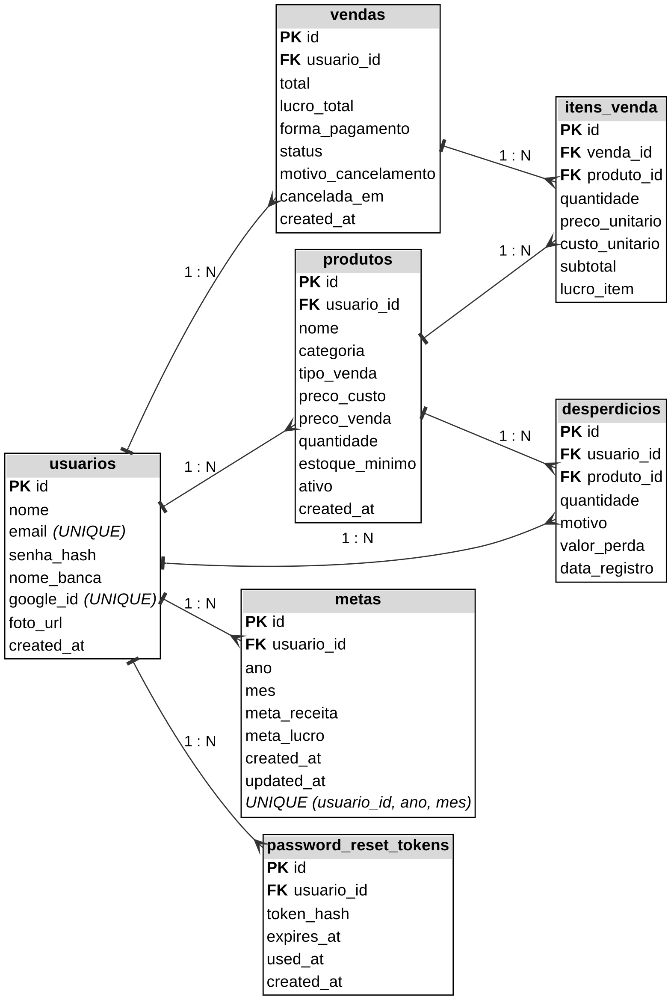 vendas
PK id
FK usuario_id
total
lucro_total
forma_pagamento
status
motivo_cancelamento
cancelada_em
created_at
itens_venda
PK id
FK venda_id
FK produto_id
quantidade
preco_unitario
custo_unitario
subtotal
lucro_item
1 : N
1 : N
1 : N
produtos
PK id
FK usuario_id
nome
categoria
tipo_venda
preco_custo
preco_venda
quantidade
estoque_minimo
ativo
created_at
desperdicios
PK id
FK usuario_id
FK produto_id
quantidade
motivo
valor_perda
data_registro
1 : N
1 : N
1 : N
usuarios
PK id
nome
email (UNIQUE)
senha_hash
nome_banca
google_id (UNIQUE)
foto_url
created_at
1 : N
metas
PK id
FK usuario_id
ano
mes
meta_receita
meta_lucro
created_at
updated_at
UNIQUE (usuario_id, ano, mes)
1 : N
password_reset_tokens
PK id
FK usuario_id
token_hash
expires_at
used_at
created_at